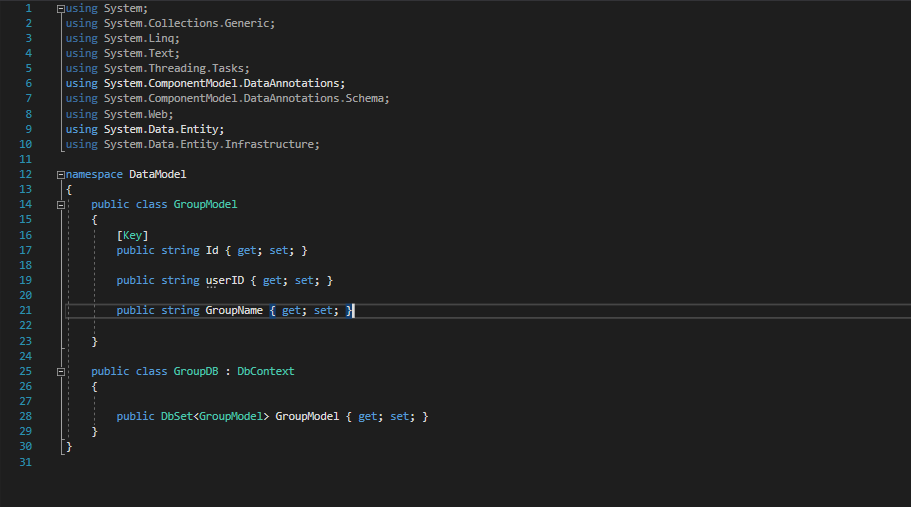 1 using System;
2 using System.Collections.Generic;
3 using System.Linq;
4 using System.Text;
5 using System.Threading.Tasks;
6 using System.ComponentModel.DataAnnotations;
7 using System.ComponentModel.DataAnnotations.Schema;
8 using System.Web;
9 using System.Data.Entity;
10 using System.Data.Entity.Infrastructure;
11
12 namespace DataModel
13 {
14 public class GroupModel
15 {
16 [Key]
17 public string Id { get; set; }
18
19 public string userID { get; set; }
20
21 public string GroupName { get; set; }
22
23 }
24
25 public class GroupDB : DbContext
26 {
27
28 public DbSet<GroupModel> GroupModel { get; set; }
29 }
30 }
31